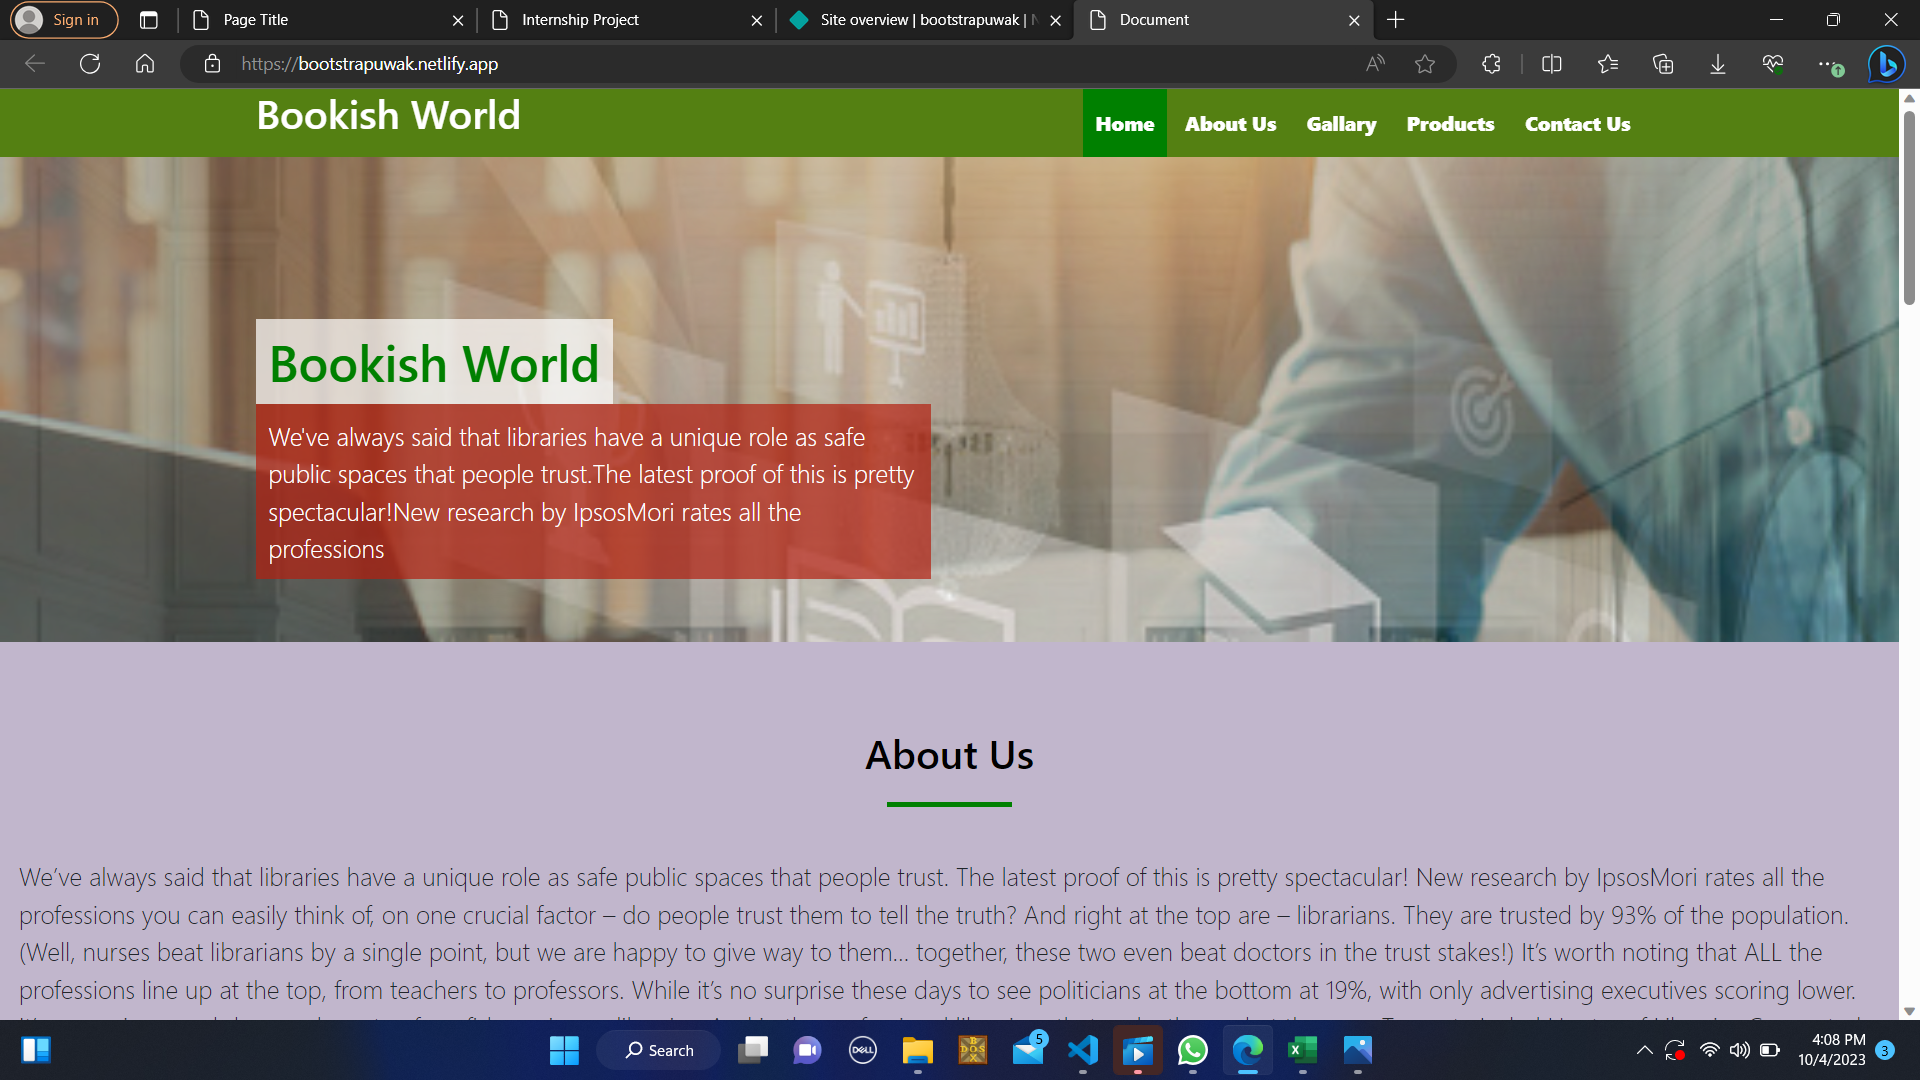 Sign in
Page Title
Internship Project
Site overview | bootstrapuwak |
Document
https://bootstrapuwak.netlify.app
Bookish World
Home About Us Gallary Products Contact Us
Bookish World
We've always said that libraries have a unique role as safe
public spaces that people trust.The latest proof of this is pretty
spectacular!New research by IpsosMori rates all the
professions
About Us
We’ve always said that libraries have a unique role as safe public spaces that people trust. The latest proof of this is pretty spectacular! New research by IpsosMori rates all the
professions you can easily think of, on one crucial factor – do people trust them to tell the truth? And right at the top are – librarians. They are trusted by 93% of the population.
(Well, nurses beat librarians by a single point, but we are happy to give way to them... together, these two even beat doctors in the trust stakes!) It’s worth noting that ALL the
professions line up at the top, from teachers to professors. While it’s no surprise these days to see politicians at the bottom at 19%, with only advertising executives scoring lower.
Search
DELL
DOS
BOX
5
4:08 PM
10/4/2023
3